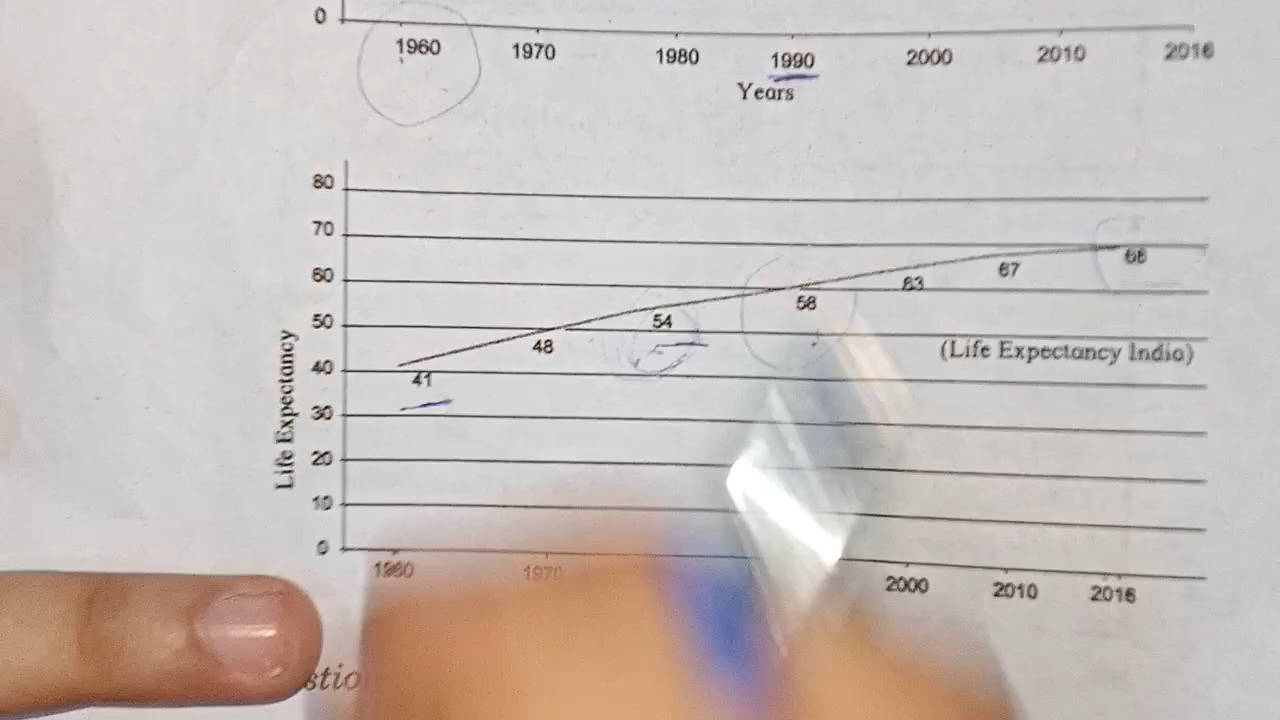 0
1960 1970 1980 1990 2000 2010 2016
Years
80
70
60
50
40
30
20
10
0
Life Expectancy
41 48 54 58 63 67 68
(Life Expectancy India)
1960 1970 2000 2010 2016